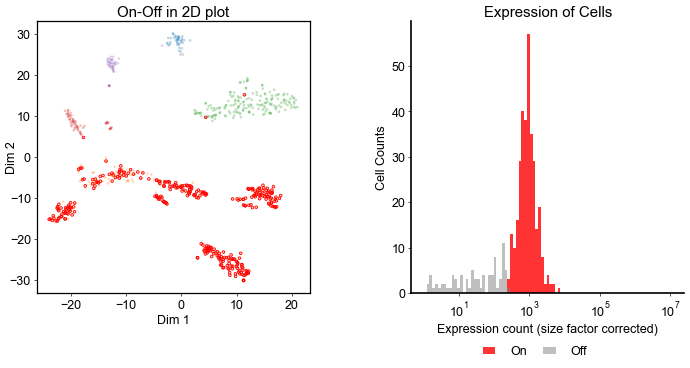 On-Off in 2D plot
30
20
10
0
−10
−20
−30
Dim 2
−20 −10 0 10 20
Dim 1
Expression of Cells
50
40
30
20
10
0
Cell Counts
10^1 10^3 10^5 10^7
Expression count (size factor corrected)
On Off